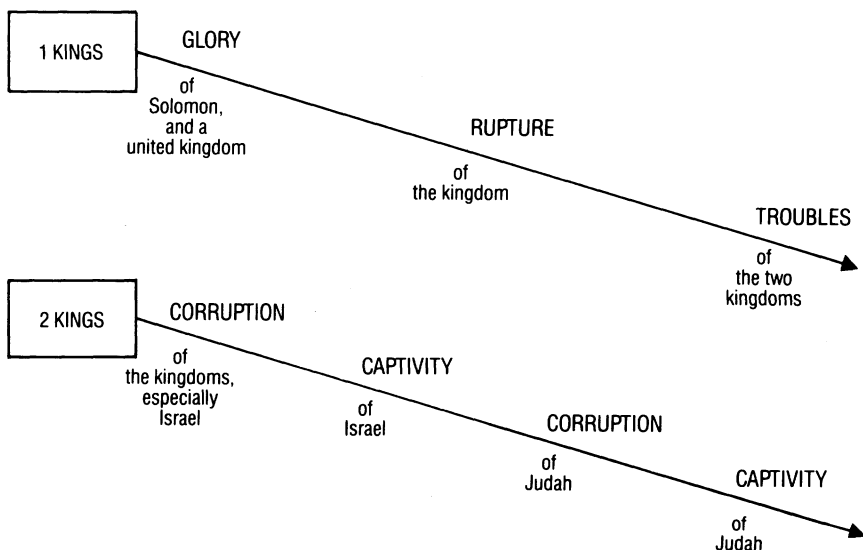 1 KINGS
GLORY
of
Solomon,
and a
united kingdom
RUPTURE
of
the kingdom
TROUBLES
of
the two
kingdoms
2 KINGS
CORRUPTION
of
the kingdoms,
especially
Israel
CAPTIVITY
of
Israel
CORRUPTION
of
Judah
CAPTIVITY
of
Judah